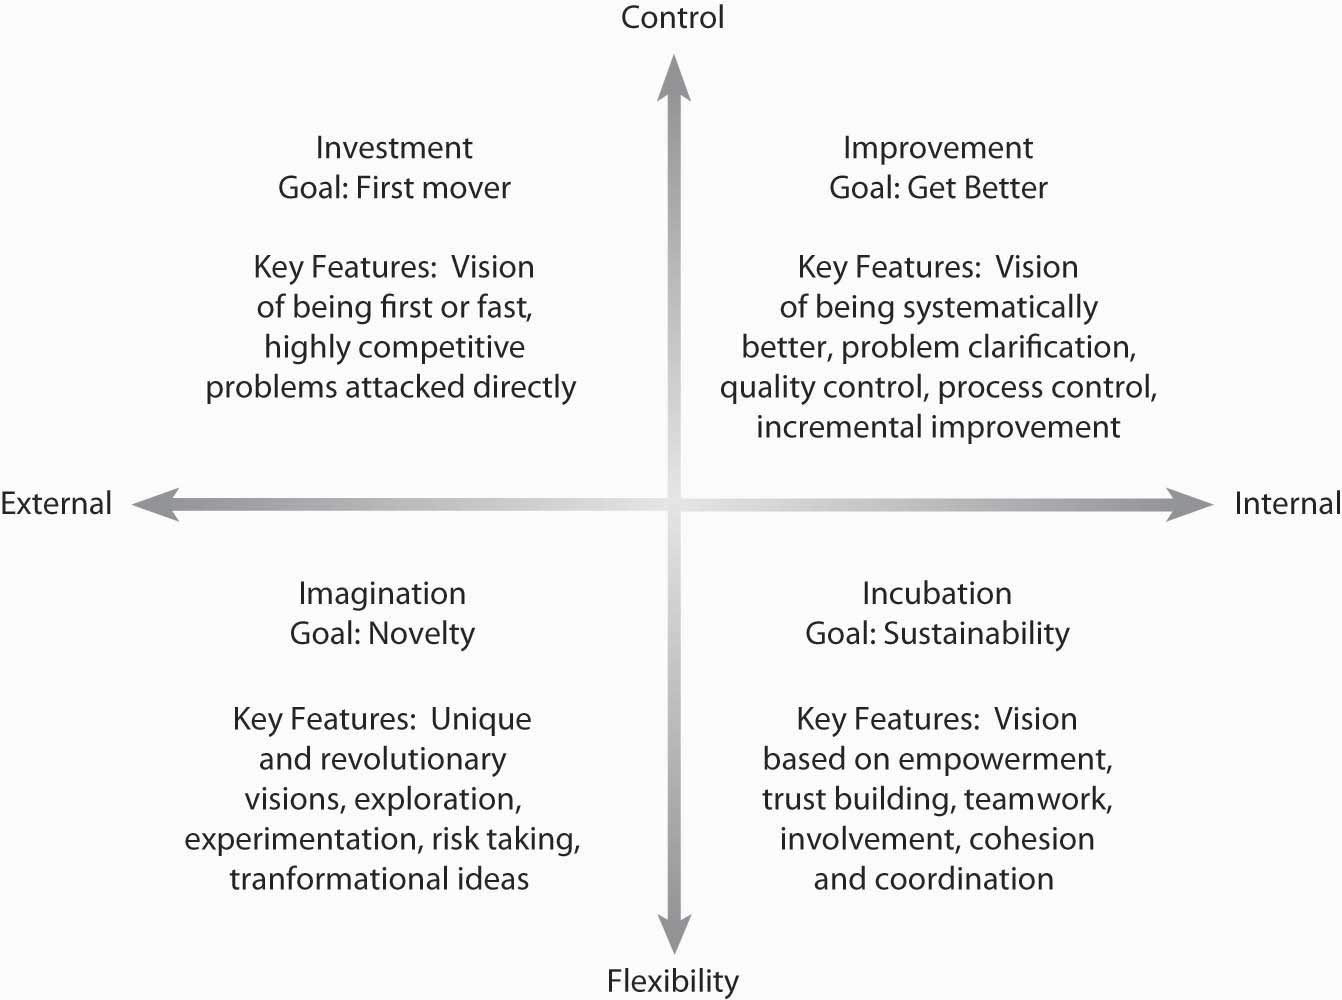 Control
Investment
Goal: First mover
Key Features:  Vision
of being first or fast,
highly competitive
problems attacked directly
Improvement
Goal: Get Better
Key Features:  Vision
of being systematically
better, problem clarification,
quality control, process control,
incremental improvement
External
Internal
Imagination
Goal: Novelty
Key Features:  Unique
and revolutionary
visions, exploration,
experimentation, risk taking,
tranformational ideas
Incubation
Goal: Sustainability
Key Features:  Vision
based on empowerment,
trust building, teamwork,
involvement, cohesion
and coordination
Flexibility